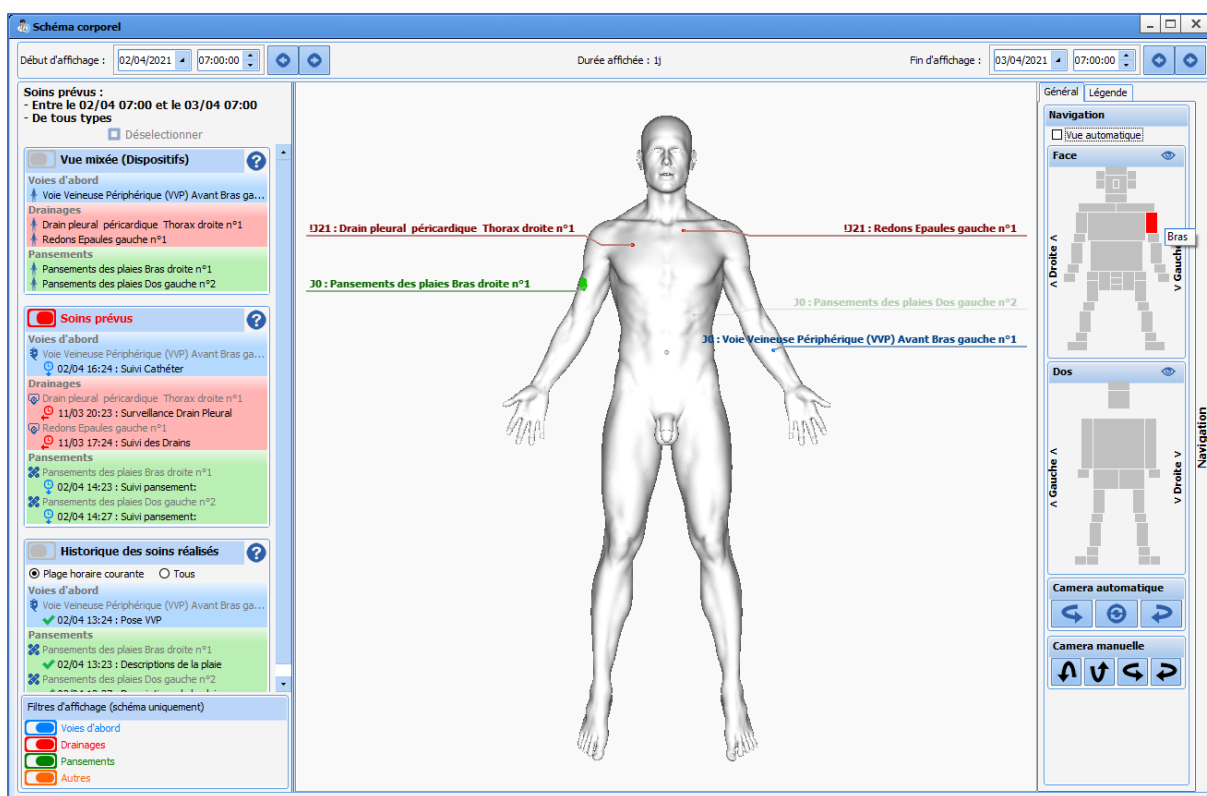 Schéma corporel
Début d'affichage : 02/04/2021 07:00:00 Durée affichée : 1j Fin d'affichage : 03/04/2021 07:00:00
Soins prévus :
- Entre le 02/04 07:00 et le 03/04 07:00
- De tous types
Déselectionner
Vue mixée (Dispositifs) ?
Voies d'abord
Voie Veineuse Périphérique (VVP) Avant Bras ga...
Drainages
Drain pleural péricardique Thorax droite n°1
Redons Epaules gauche n°1
Pansements
Pansements des plaies Bras droite n°1
Pansements des plaies Dos gauche n°2
Soins prévus ?
Voies d'abord
Voie Veineuse Périphérique (VVP) Avant Bras ga...
02/04 16:24 : Suivi Cathéter
Drainages
Drain pleural péricardique Thorax droite n°1
11/03 20:23 : Surveillance Drain Pleural
Redons Epaules gauche n°1
11/03 17:24 : Suivi des Drains
Pansements
Pansements des plaies Bras droite n°1
02/04 14:23 : Suivi pansement:
Pansements des plaies Dos gauche n°2
02/04 14:27 : Suivi pansement:
Historique des soins réalisés ?
Plage horaire courante Tous
Voies d'abord
Voie Veineuse Périphérique (VVP) Avant Bras ga...
02/04 13:24 : Pose VVP
Pansements
Pansements des plaies Bras droite n°1
02/04 13:23 : Descriptions de la plaie
Pansements des plaies Dos gauche n°2
Filtres d'affichage (schéma uniquement)
Voies d'abord
Drainages
Pansements
Autres
!J21 : Drain pleural péricardique Thorax droite n°1
!J21 : Redons Epaules gauche n°1
J0 : Pansements des plaies Bras droite n°1
J0 : Pansements des plaies Dos gauche n°2
J0 : Voie Veineuse Périphérique (VVP) Avant Bras gauche n°1
Général Légende
Navigation
Vue automatique
Face
Bras
< Droite <
> Gauche >
Dos
< Gauche <
> Droite >
Camera automatique
Camera manuelle
Navigation